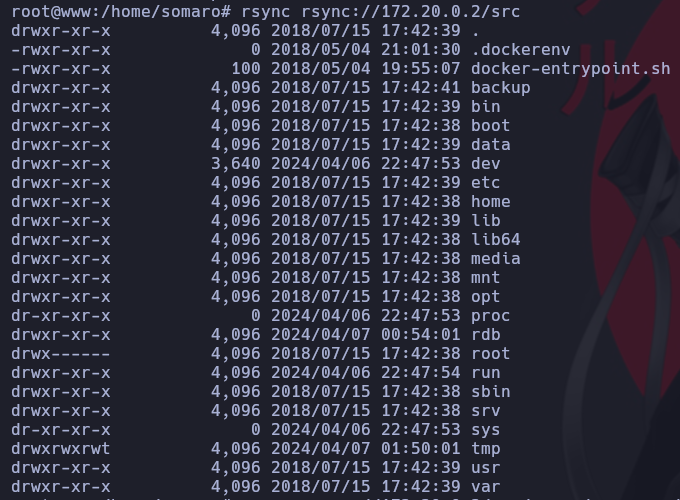 root@www:/home/somaro# rsync rsync://172.20.0.2/src
drwxr-xr-x 4,096 2018/07/15 17:42:39 .
-rwxr-xr-x 0 2018/05/04 21:01:30 .dockerenv
-rwxr-xr-x 100 2018/05/04 19:55:07 docker-entrypoint.sh
drwxr-xr-x 4,096 2018/07/15 17:42:41 backup
drwxr-xr-x 4,096 2018/07/15 17:42:39 bin
drwxr-xr-x 4,096 2018/07/15 17:42:38 boot
drwxr-xr-x 4,096 2018/07/15 17:42:39 data
drwxr-xr-x 3,640 2024/04/06 22:47:53 dev
drwxr-xr-x 4,096 2018/07/15 17:42:39 etc
drwxr-xr-x 4,096 2018/07/15 17:42:38 home
drwxr-xr-x 4,096 2018/07/15 17:42:39 lib
drwxr-xr-x 4,096 2018/07/15 17:42:38 lib64
drwxr-xr-x 4,096 2018/07/15 17:42:38 media
drwxr-xr-x 4,096 2018/07/15 17:42:38 mnt
drwxr-xr-x 4,096 2018/07/15 17:42:38 opt
dr-xr-xr-x 0 2024/04/06 22:47:53 proc
drwxr-xr-x 4,096 2024/04/07 00:54:01 rdb
drwx------ 4,096 2018/07/15 17:42:38 root
drwxr-xr-x 4,096 2024/04/06 22:47:54 run
drwxr-xr-x 4,096 2018/07/15 17:42:38 sbin
drwxr-xr-x 4,096 2018/07/15 17:42:38 srv
dr-xr-xr-x 0 2024/04/06 22:47:53 sys
drwxrwxrwt 4,096 2024/04/07 01:50:01 tmp
drwxr-xr-x 4,096 2018/07/15 17:42:39 usr
drwxr-xr-x 4,096 2018/07/15 17:42:39 var